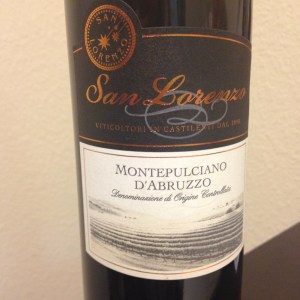 SAN
LORENZO
San Lorenzo
VITICOLTORI IN CASTILENTI DAL 1890
MONTEPULCIANO
D'ABRUZZO
Denominazione di Origine Controllata